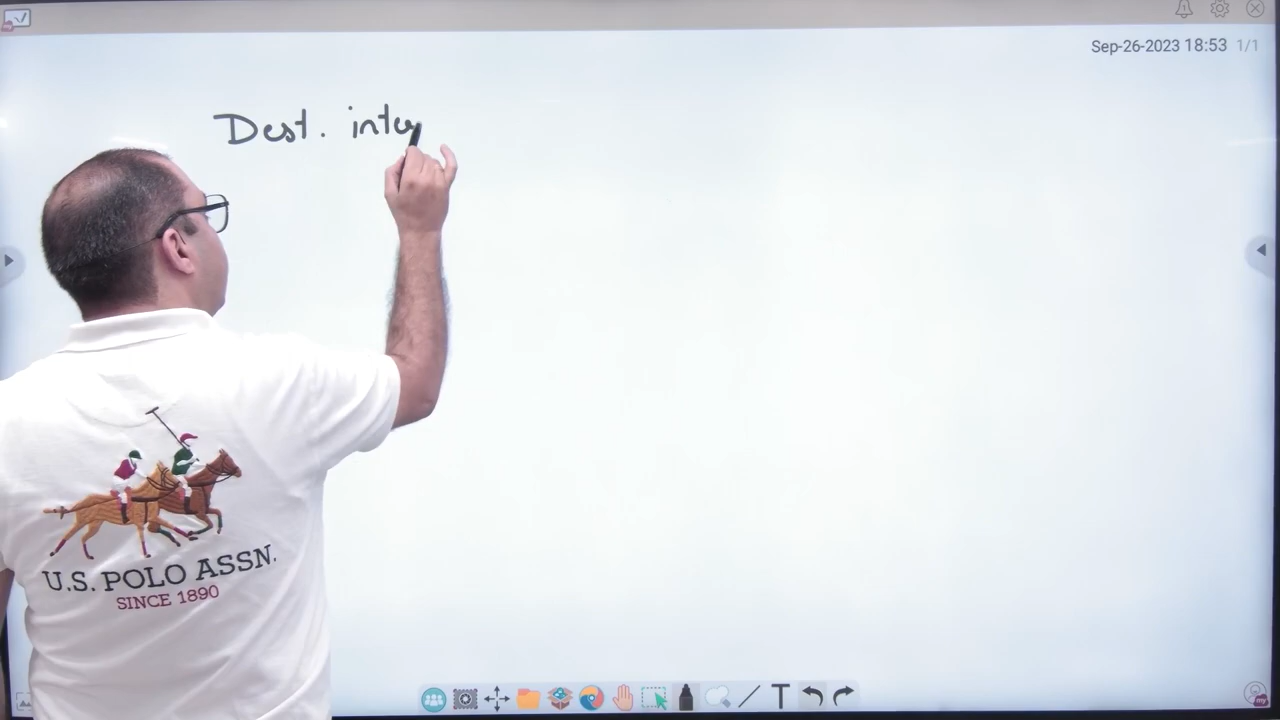 Sep-26-2023 18:53 1/1
Dest. inte
U.S. POLO ASSN.
SINCE 1890
T